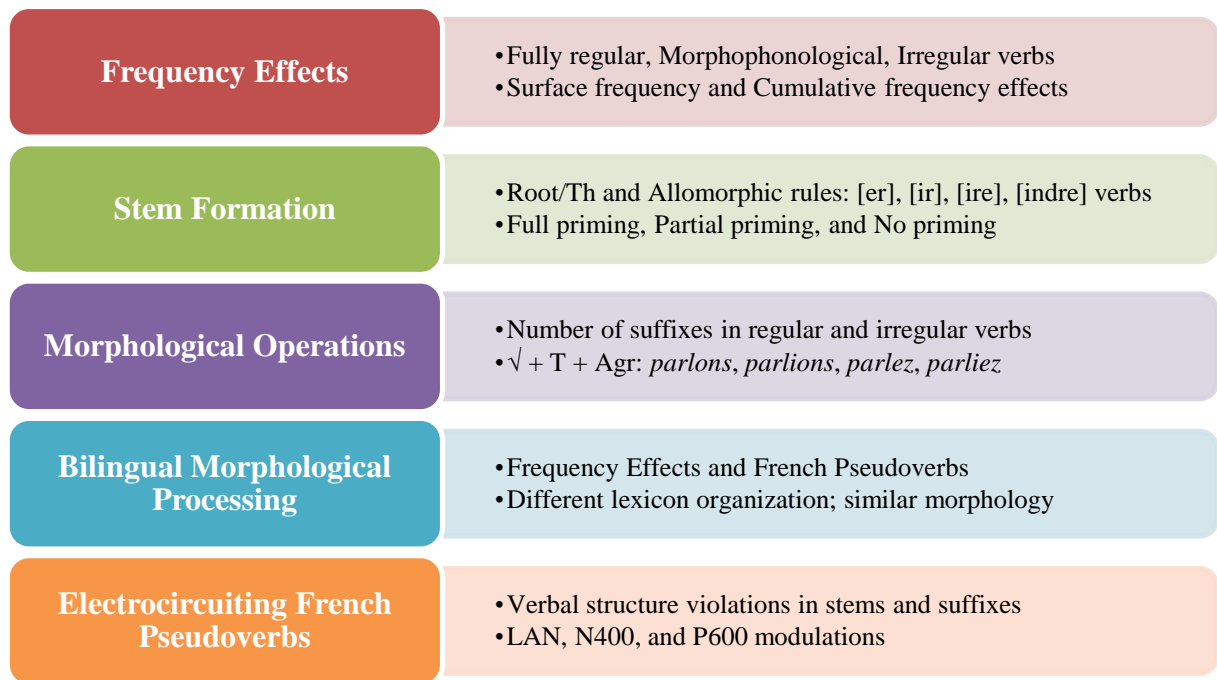 Frequency Effects
•Fully regular, Morphophonological, Irregular verbs
•Surface frequency and Cumulative frequency effects
Stem Formation
•Root/Th and Allomorphic rules: [er], [ir], [ire], [indre] verbs
•Full priming, Partial priming, and No priming
Morphological Operations
•Number of suffixes in regular and irregular verbs
•√ + T + Agr: parlons, parlions, parlez, parliez
Bilingual Morphological
Processing
•Frequency Effects and French Pseudoverbs
•Different lexicon organization; similar morphology
Electrocircuiting French
Pseudoverbs
•Verbal structure violations in stems and suffixes
•LAN, N400, and P600 modulations